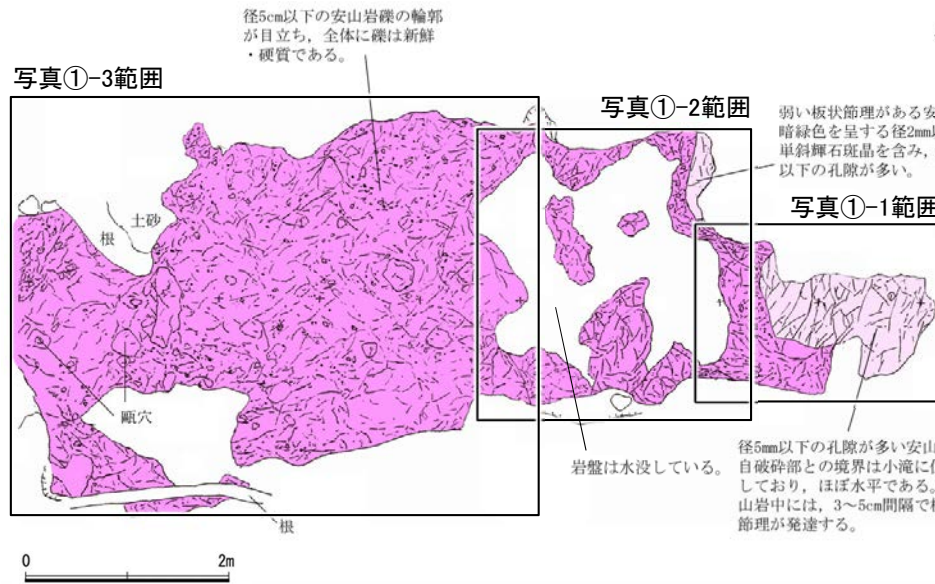 径5cm以下の安山岩礫の輪郭
が目立ち，全体に礫は新鮮
・硬質である。
写真①-3範囲
写真①-2範囲
弱い板状節理がある安
暗緑色を呈する径2mm以
単斜輝石斑晶を含み，
以下の孔隙が多い。
写真①-1範囲
土砂
根
甌穴
岩盤は水没している。
径5mm以下の孔隙が多い安山
自破砕部との境界は小滝に位
しており，ほぼ水平である。
山岩中には，3～5cm間隔で板
節理が発達する。
根
0 2m